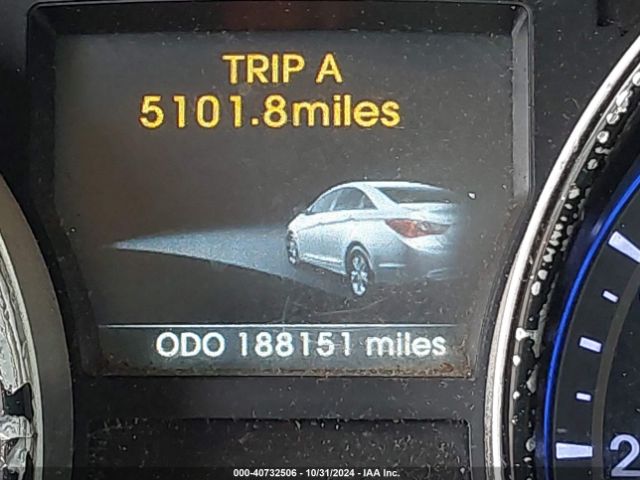 TRIP A
5101.8miles
ODO 188151 miles
2
000-40732506 - 10/31/2024 - IAA Inc.